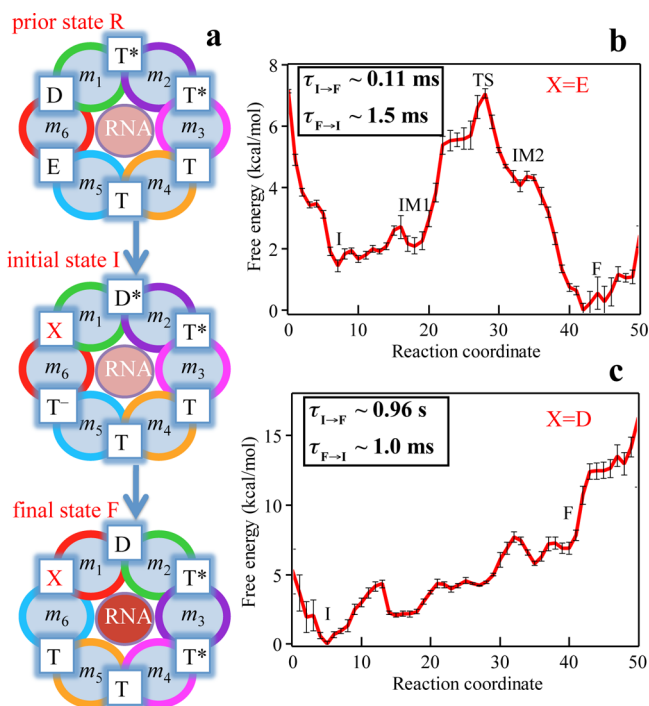 prior state R
a
T*
m1
m2
D
T*
m6
RNA
m3
E
T
m5
m4
T
initial state I
D*
m1
m2
X
T*
m6
RNA
m3
T–
T
m5
m4
T
final state F
D
m1
m2
X
T*
m6
RNA
m3
T
T*
m5
m4
T
b
τI→F ~ 0.11 ms
τF→I ~ 1.5 ms
X=E
TS
IM2
IM1
I
F
Free energy (kcal/mol)
8
6
4
2
0
0 10 20 30 40 50
Reaction coordinate
c
τI→F ~ 0.96 s
τF→I ~ 1.0 ms
X=D
F
I
Free energy (kcal/mol)
15
10
5
0
0 10 20 30 40 50
Reaction coordinate